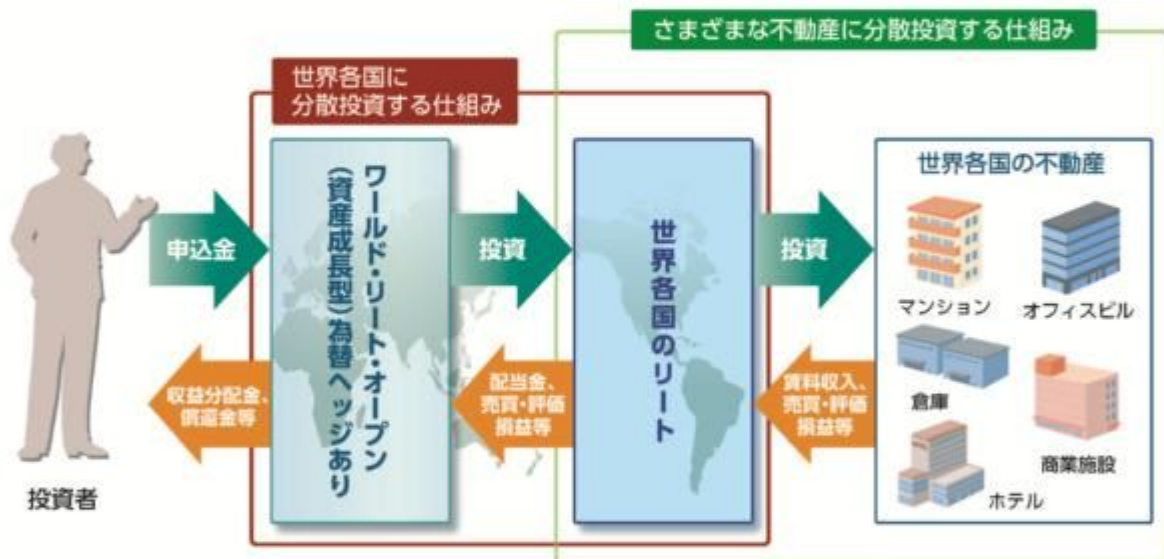 さまざまな不動産に分散投資する仕組み
世界各国に
分散投資する仕組み
申込金
収益分配金、
償還金等
投資者
ワールド・リート・オープン
(資産成長型)為替ヘッジあり
投資
配当金、
売買・評価
損益等
世界各国のリート
投資
賃料収入、
売買・評価
損益等
世界各国の不動産
マンション
オフィスビル
倉庫
商業施設
ホテル